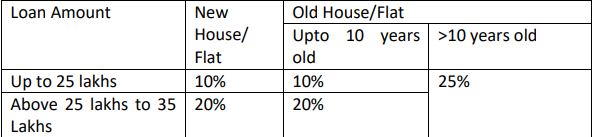 Loan Amount New Old House/Flat
House/ Upto 10 years >10 years old
Flat old
Up to 25 lakhs 10% 10% 25%
Above 25 lakhs to 35 20% 20%
Lakhs